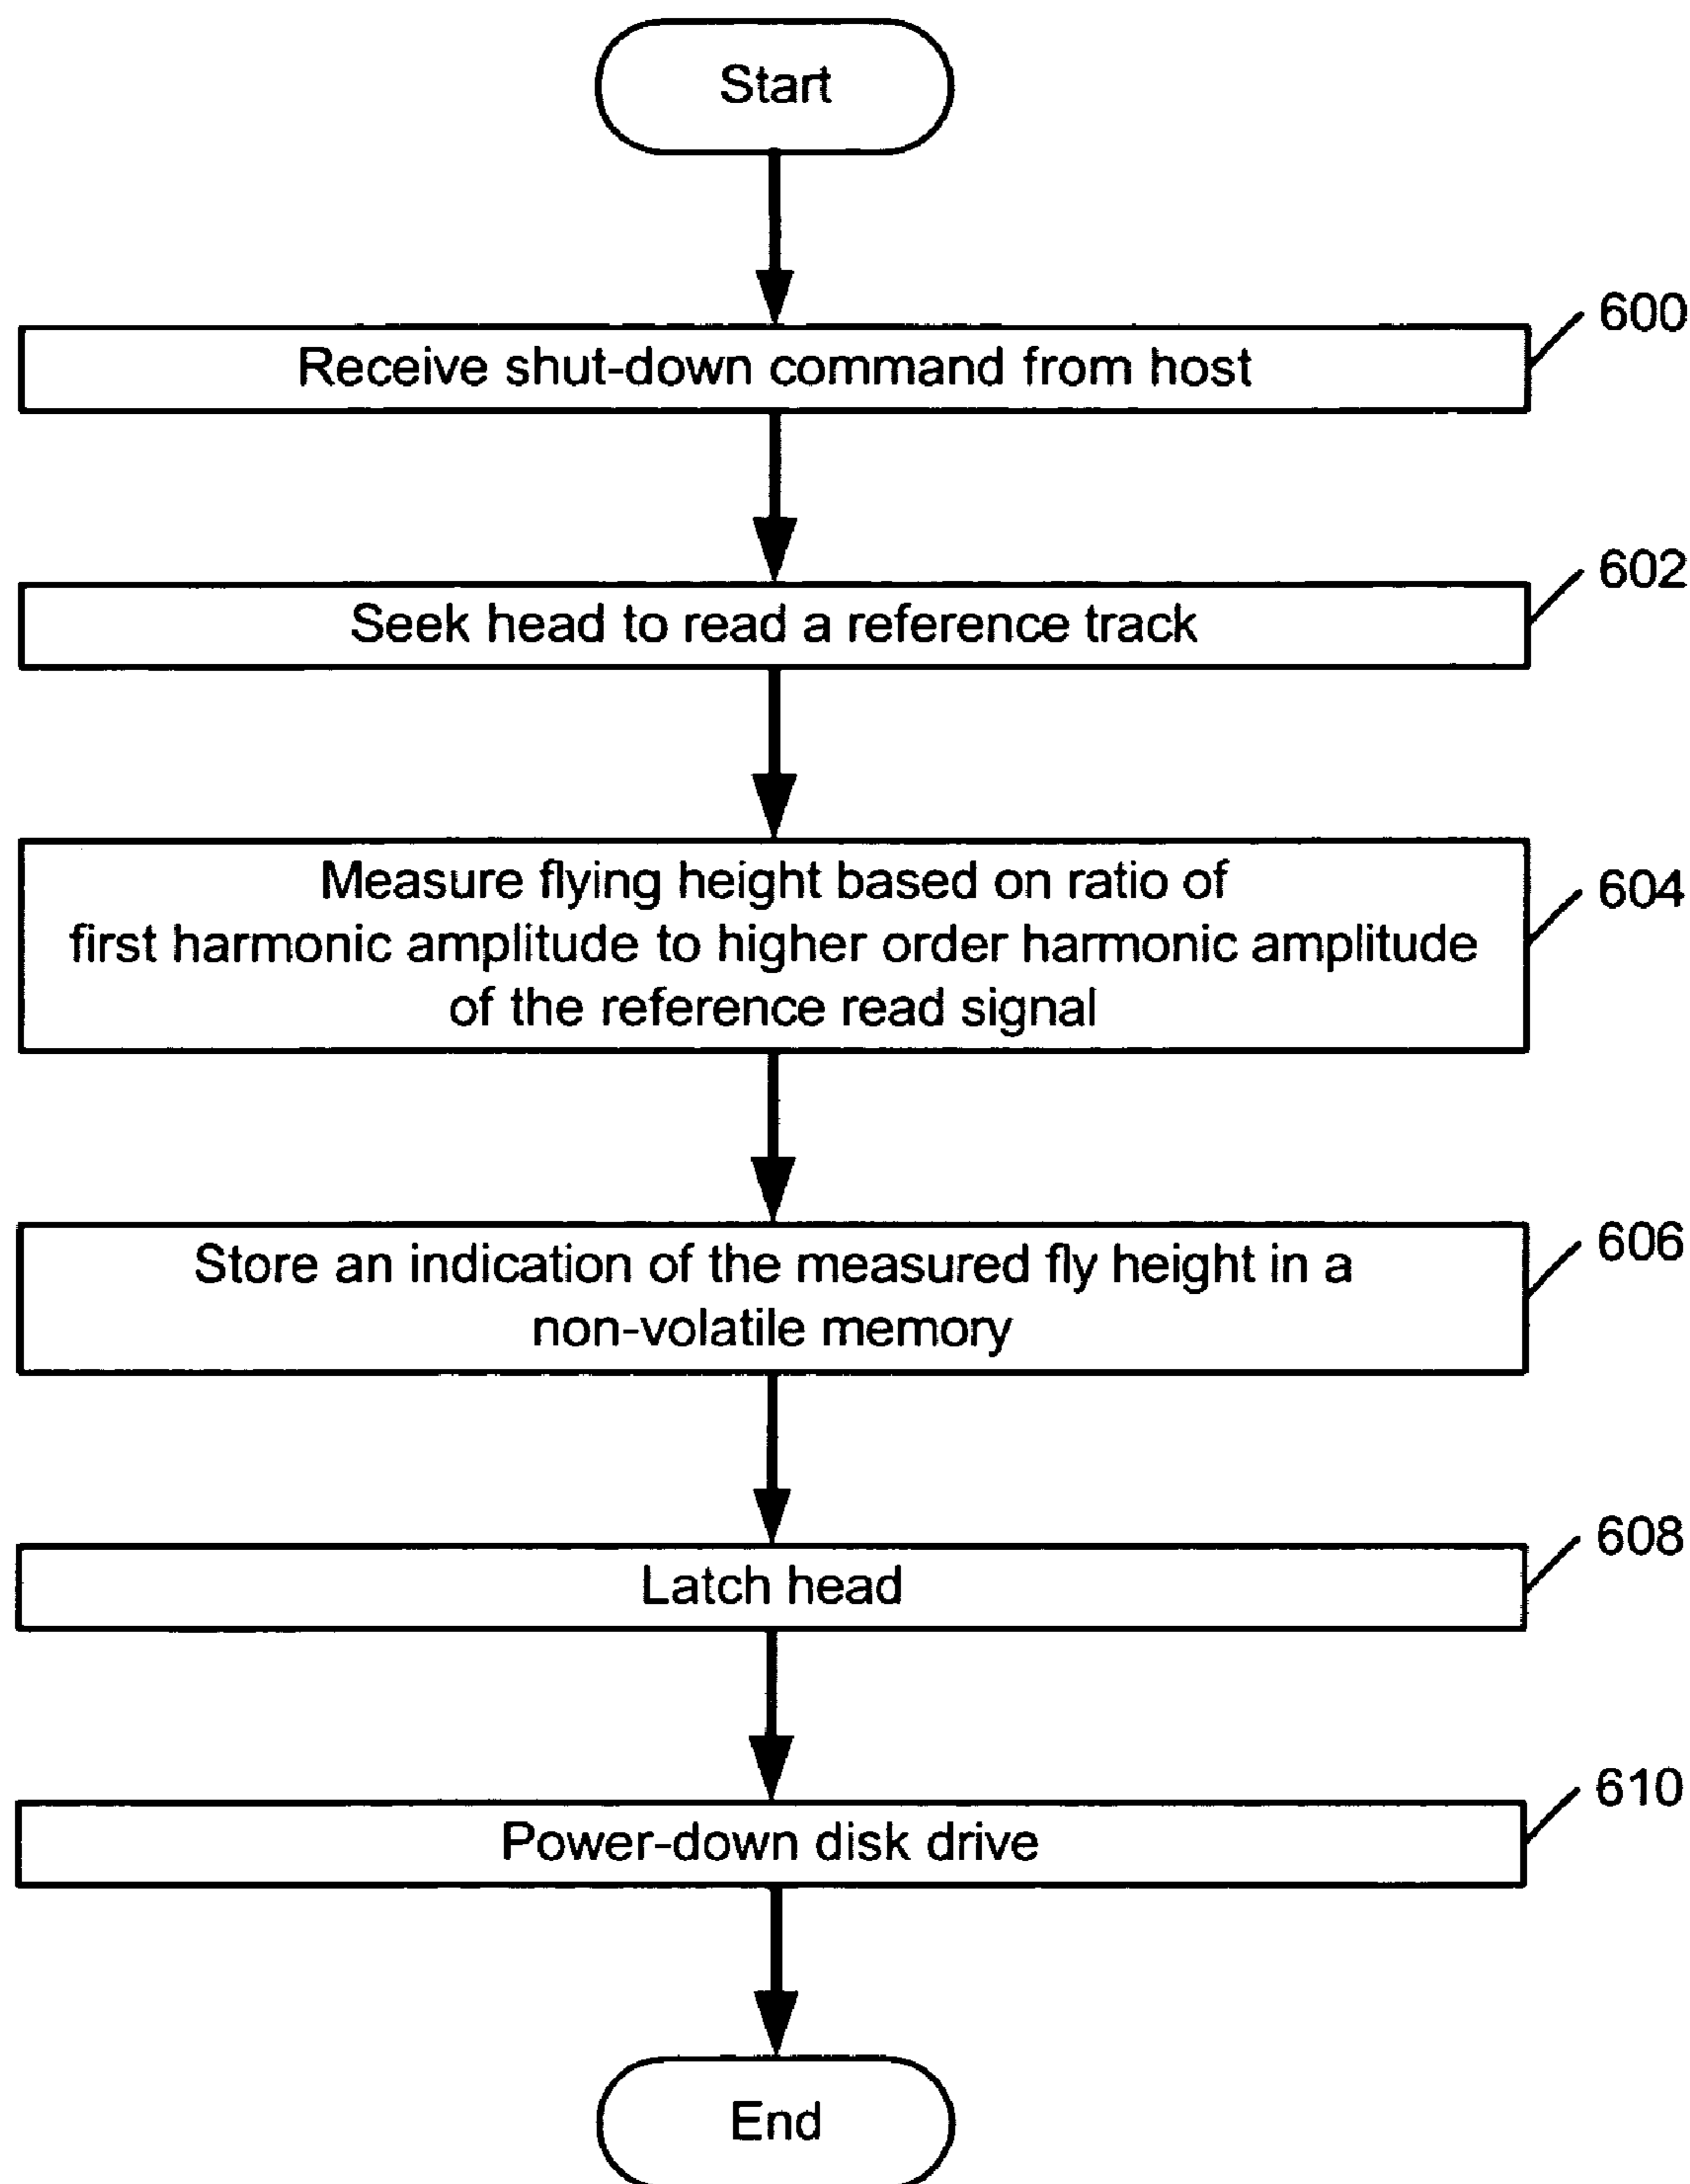 Start
600
Receive shut-down command from host
602
Seek head to read a reference track
604
Measure flying height based on ratio of
first harmonic amplitude to higher order harmonic amplitude
of the reference read signal
606
Store an indication of the measured fly height in a
non-volatile memory
608
Latch head
610
Power-down disk drive
End